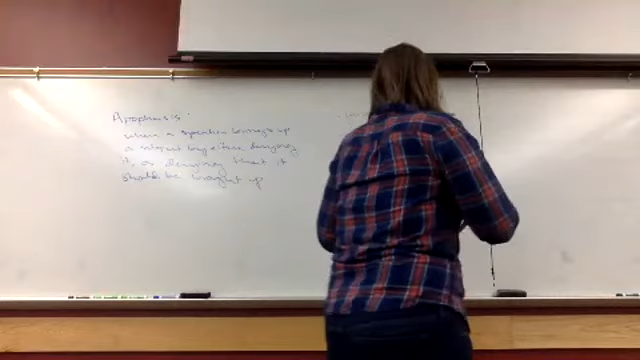 Apophasis:
when a speaker brings up
a subject by either denying
it, or denying that it
should be brought up